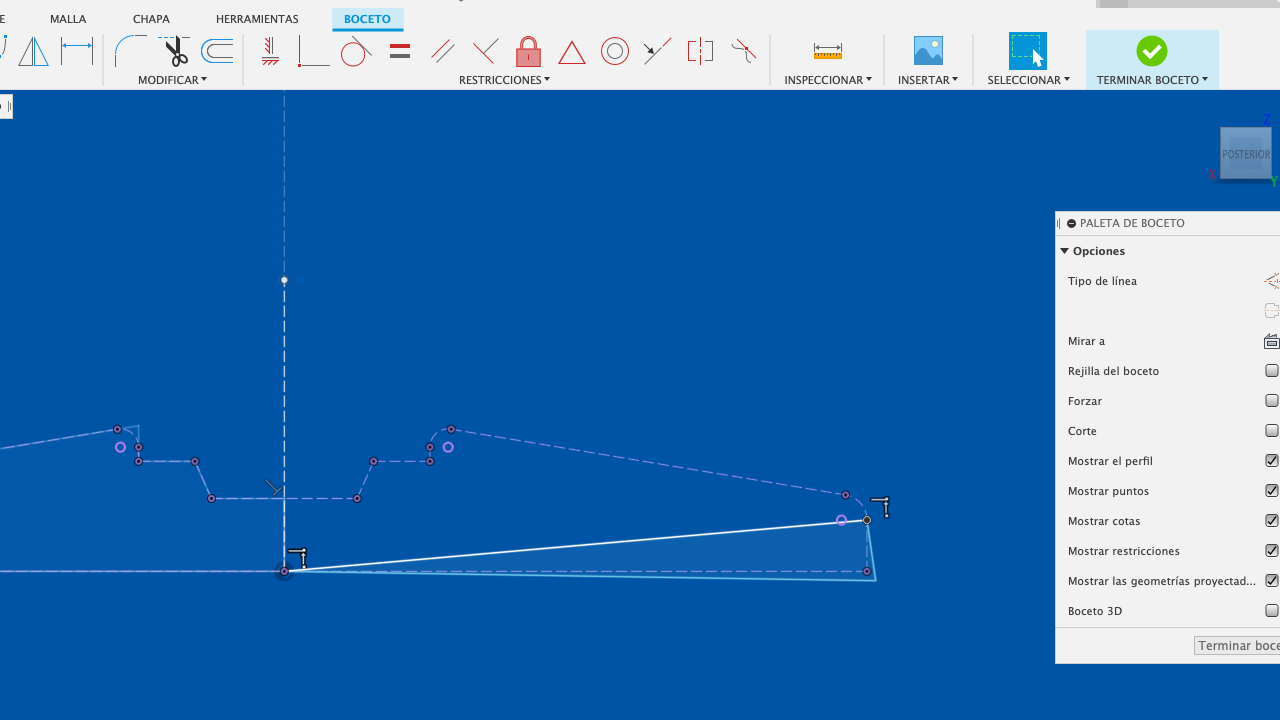 MALLA
CHAPA
HERRAMIENTAS
BOCETO
MODIFICAR
RESTRICCIONES
INSPECCIONAR
INSERTAR
SELECCIONAR
TERMINAR BOCETO
Z
POSTERIOR
X
Y
PALETA DE BOCETO
Opciones
Tipo de línea
Mirar a
Rejilla del boceto
Forzar
Corte
Mostrar el perfil
Mostrar puntos
Mostrar cotas
Mostrar restricciones
Mostrar las geometrías proyectad...
Boceto 3D
Terminar boce